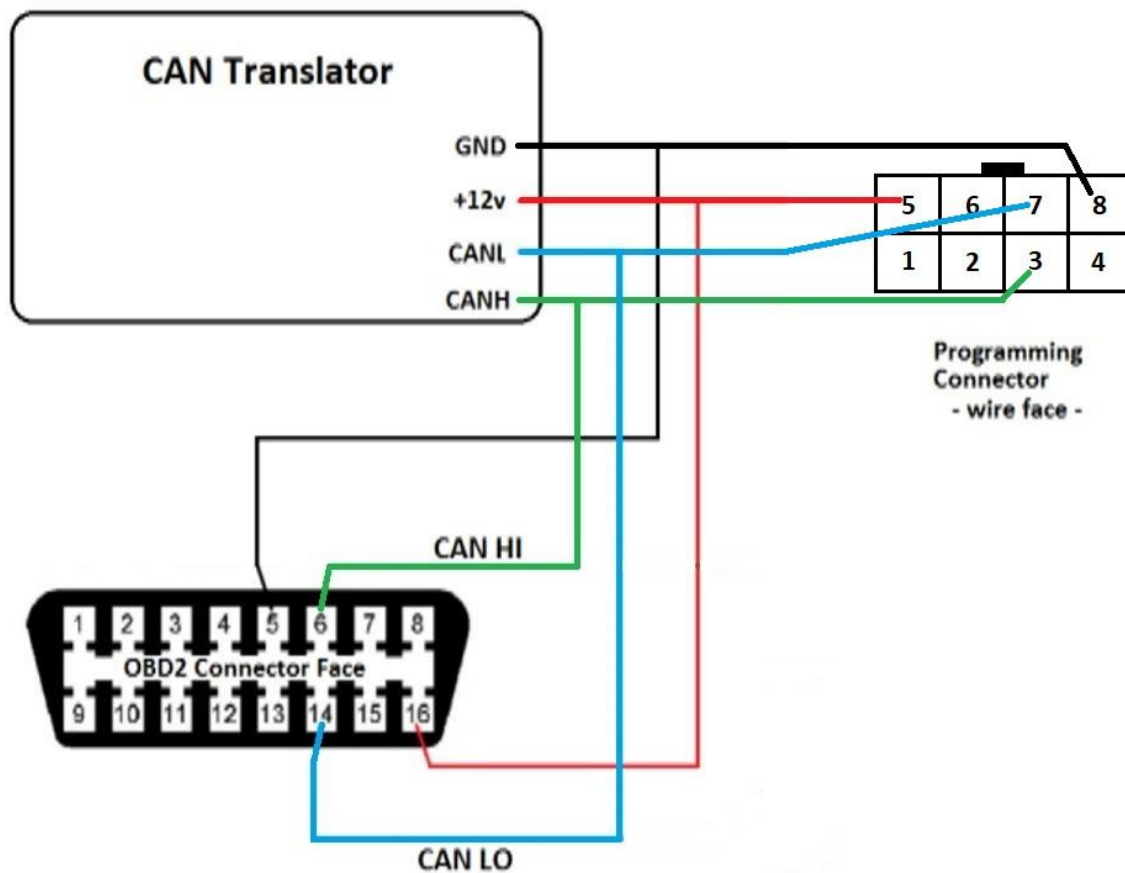 CAN Translator
GND
+12v
CANL
CANH
5 6 7 8
1 2 3 4
Programming
Connector
- wire face -
CAN HI
1 2 3 4 5 6 7 8
OBD2 Connector Face
9 10 11 12 13 14 15 16
CAN LO